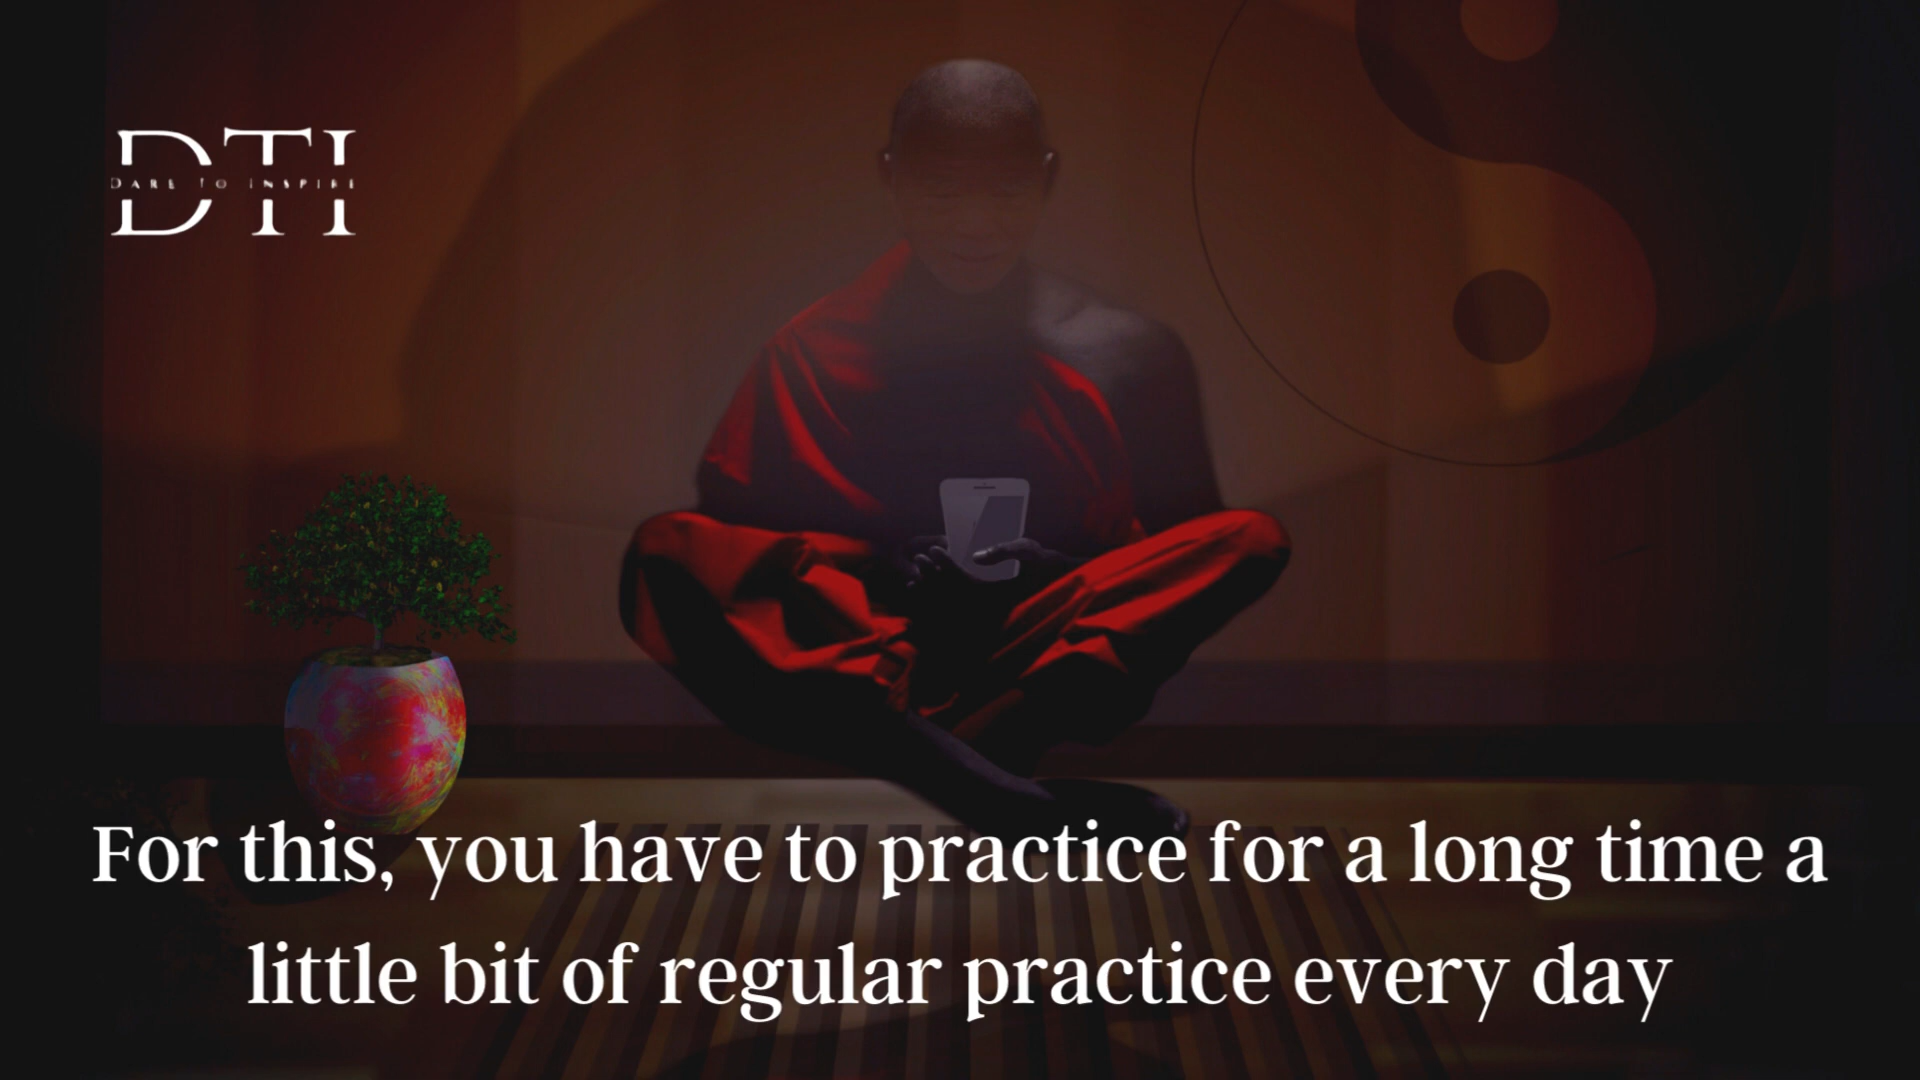 DTI
DARE TO INSPIRE
For this, you have to practice for a long time a
little bit of regular practice every day